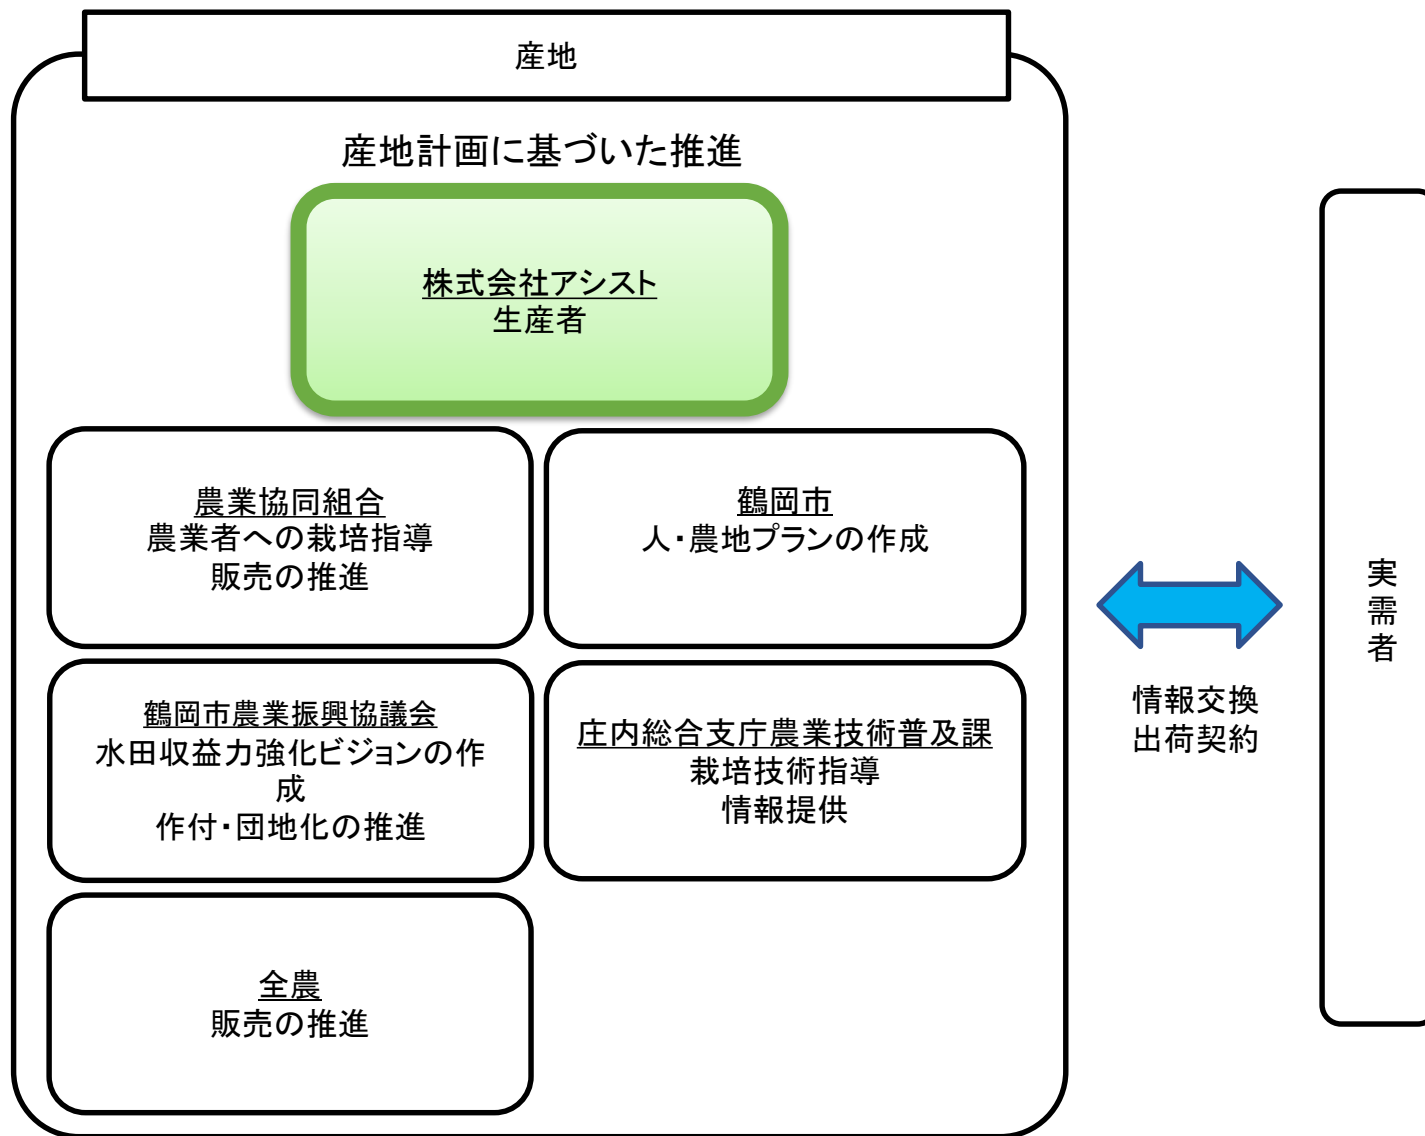 産地
産地計画に基づいた推進
株式会社アシスト
生産者
農業協同組合
農業者への栽培指導
販売の推進
鶴岡市
人・農地プランの作成
鶴岡市農業振興協議会
水田収益力強化ビジョンの作
成
作付・団地化の推進
庄内総合支庁農業技術普及課
栽培技術指導
情報提供
全農
販売の推進
情報交換
出荷契約
実
需
者